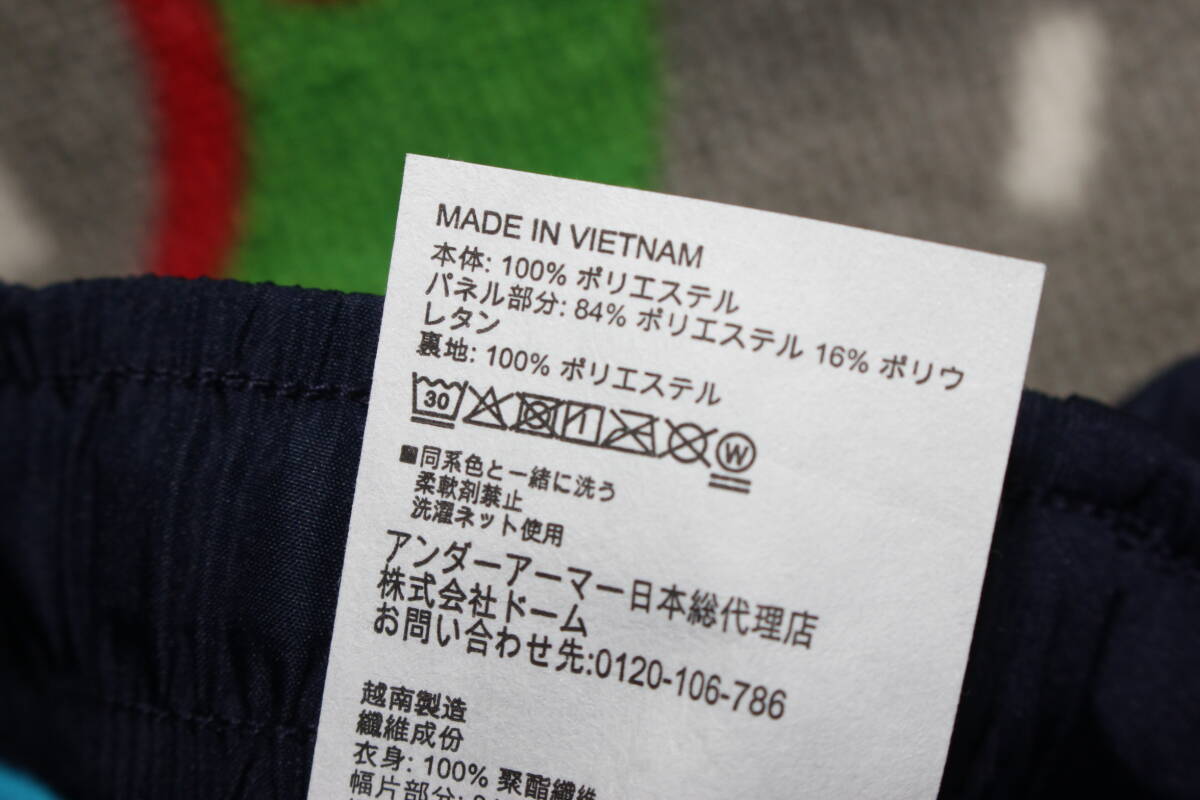 MADE IN VIETNAM
本体: 100% ポリエステル
パネル部分: 84% ポリエステル 16% ポリウ
レタン
裏地: 100% ポリエステル
30 W
■同系色と一緒に洗う
柔軟剤禁止
洗濯ネット使用
アンダーアーマー日本総代理店
株式会社ドーム
お問い合わせ先:0120-106-786
越南製造
纖維成份
衣身: 100% 聚酯纖維
幅片部分: